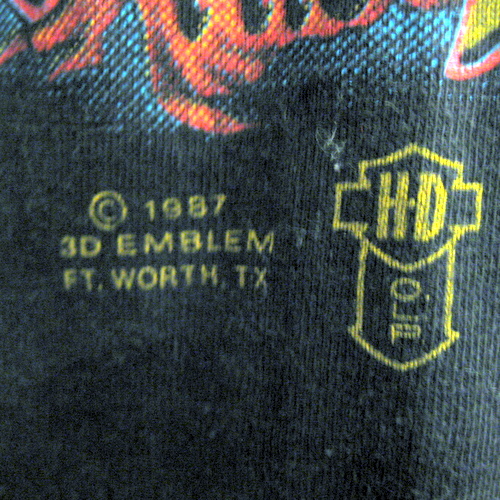 © 1987
3D EMBLEM
FT. WORTH, TX
H-D